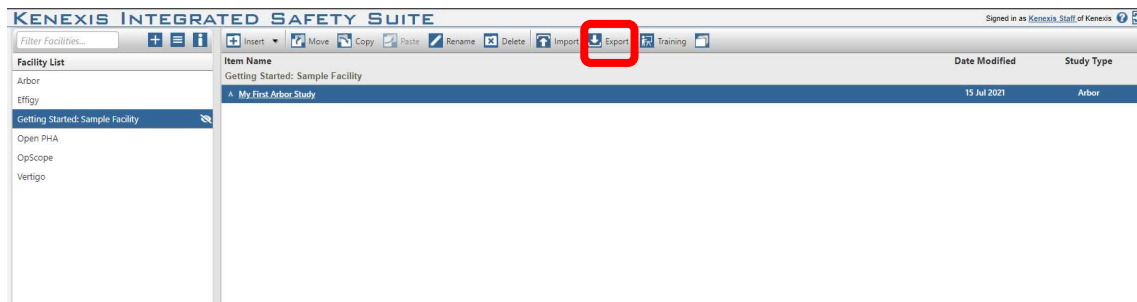 KENEXIS INTEGRATED SAFETY SUITE
Signed in as Kenexis Staff of Kenexis
Filter Facilities...
Insert Move Copy Paste Rename Delete Import Export Training
Facility List
Item Name Date Modified Study Type
Getting Started: Sample Facility
Arbor
My First Arbor Study 15 Jul 2021 Arbor
Effigy
Getting Started: Sample Facility
Open PHA
OpScope
Vertigo